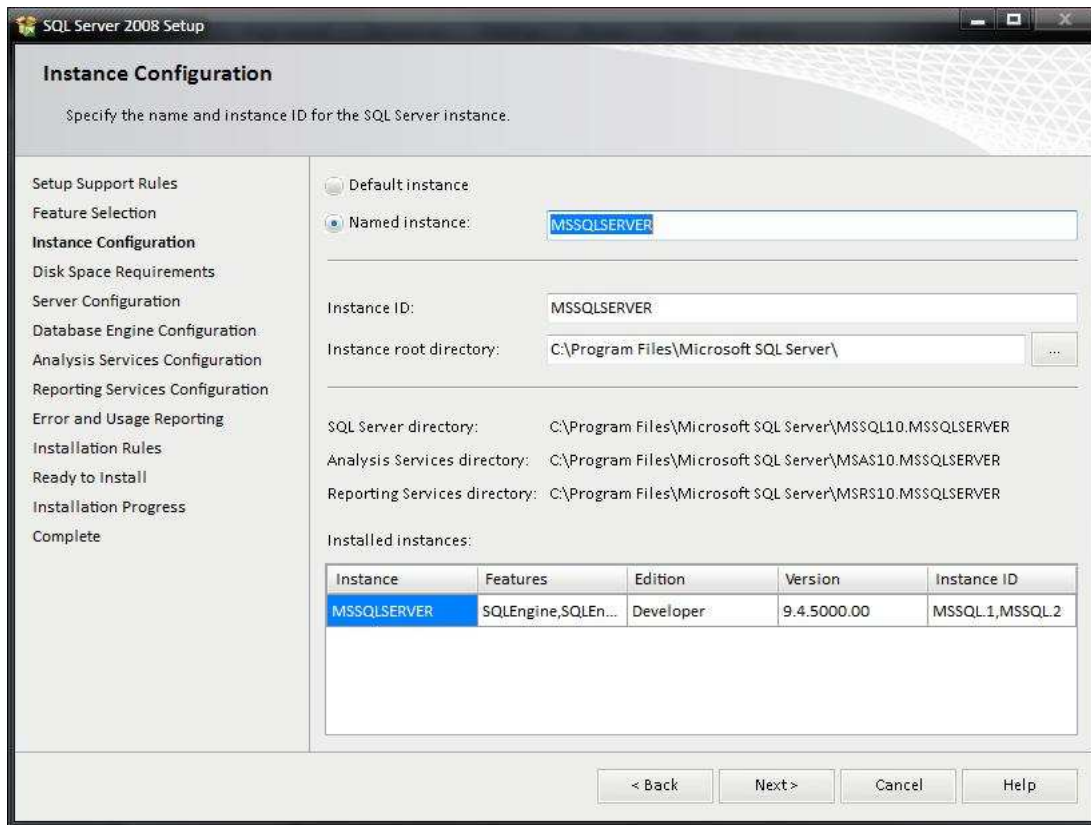 SQL Server 2008 Setup
Instance Configuration
Specify the name and instance ID for the SQL Server instance.
Setup Support Rules
Feature Selection
Instance Configuration
Disk Space Requirements
Server Configuration
Database Engine Configuration
Analysis Services Configuration
Reporting Services Configuration
Error and Usage Reporting
Installation Rules
Ready to Install
Installation Progress
Complete
Default instance
Named instance: MSSQLSERVER
Instance ID: MSSQLSERVER
Instance root directory: C:\Program Files\Microsoft SQL Server\ ...
SQL Server directory: C:\Program Files\Microsoft SQL Server\MSSQL10.MSSQLSERVER
Analysis Services directory: C:\Program Files\Microsoft SQL Server\MSAS10.MSSQLSERVER
Reporting Services directory: C:\Program Files\Microsoft SQL Server\MSRS10.MSSQLSERVER
Installed instances:
Instance Features Edition Version Instance ID
MSSQLSERVER SQLEngine,SQLEn... Developer 9.4.5000.00 MSSQL.1,MSSQL.2
< Back Next > Cancel Help